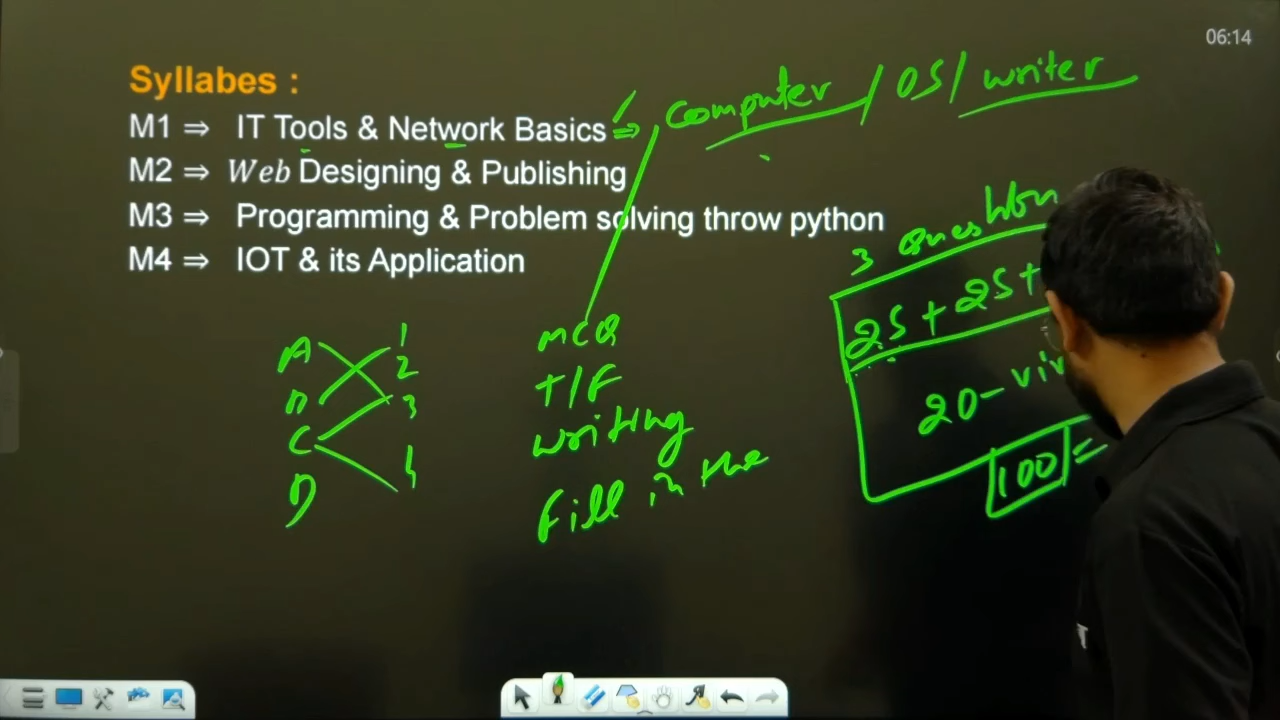 06:14
Syllabes :
M1 ⇒ IT Tools & Network Basics ⇒ computer / OS / writer
M2 ⇒ Web Designing & Publishing
M3 ⇒ Programming & Problem solving throw python
M4 ⇒ IOT & its Application
3 Question
25 + 25 +
20 -
100 =
A 1
B 2
C 3
D 4
MCQ
T/F
writing
Fill in the